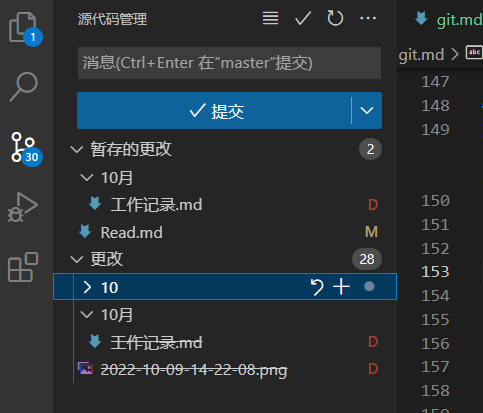 源代码管理
git.md
消息(Ctrl+Enter 在“master”提交)
git.md > abc
提交
暂存的更改 2
10月
工作记录.md D
Read.md M
更改 28
10
10月
工作记录.md D
2022-10-09-14-22-08.png D
1
30
147
148
149
150
151
152
153
154
155
156
157
158
159